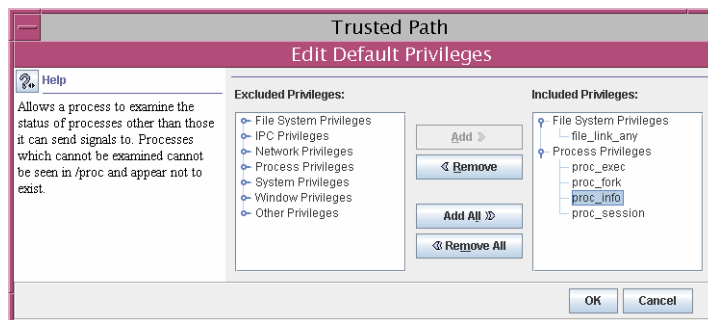 Trusted Path
Edit Default Privileges
Help
Allows a process to examine the
status of processes other than those
it can send signals to. Processes
which cannot be examined cannot
be seen in /proc and appear not to
exist.
Excluded Privileges:
File System Privileges
IPC Privileges
Network Privileges
Process Privileges
System Privileges
Window Privileges
Other Privileges
Add
Remove
Add All
Remove All
Included Privileges:
File System Privileges
file_link_any
Process Privileges
proc_exec
proc_fork
proc_info
proc_session
OK
Cancel